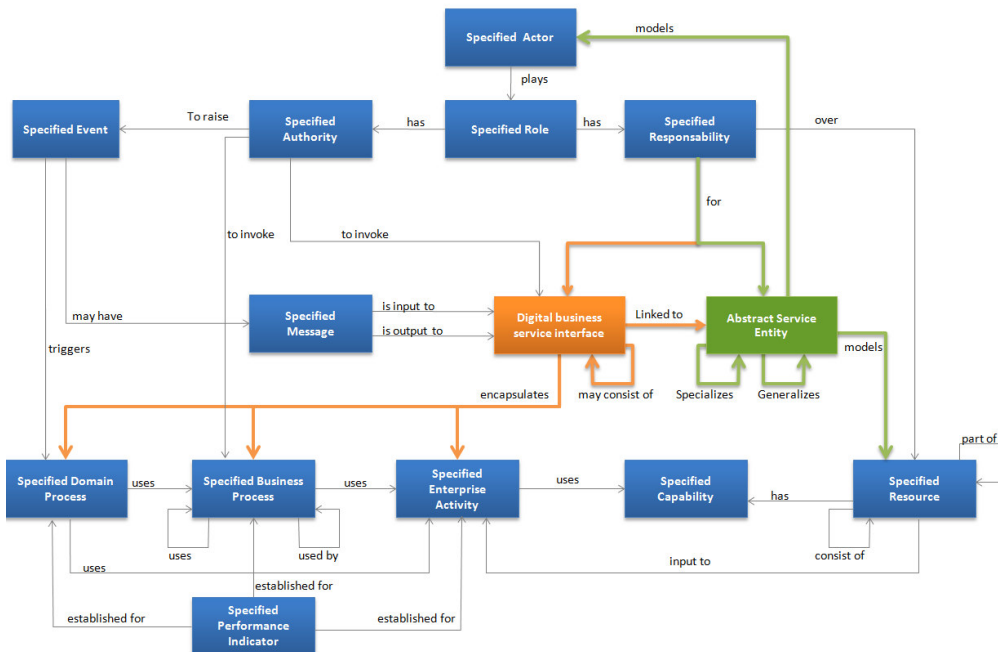 Specified Actor
models
plays
Specified Event
To raise
Specified
Authority
has
Specified Role
has
Specified
Responsability
over
for
to invoke
to invoke
may have
Specified
Message
is input to
is output to
Digital business
service interface
Linked to
Abstract Service
Entity
models
triggers
encapsulates
may consist of
Specializes
Generalizes
part of
Specified Domain
Process
uses
Specified Business
Process
uses
Specified
Enterprise
Activity
uses
Specified
Capability
has
Specified
Resource
uses
used by
consist of
uses
input to
established for
established for
Specified
Performance
Indicator
established for